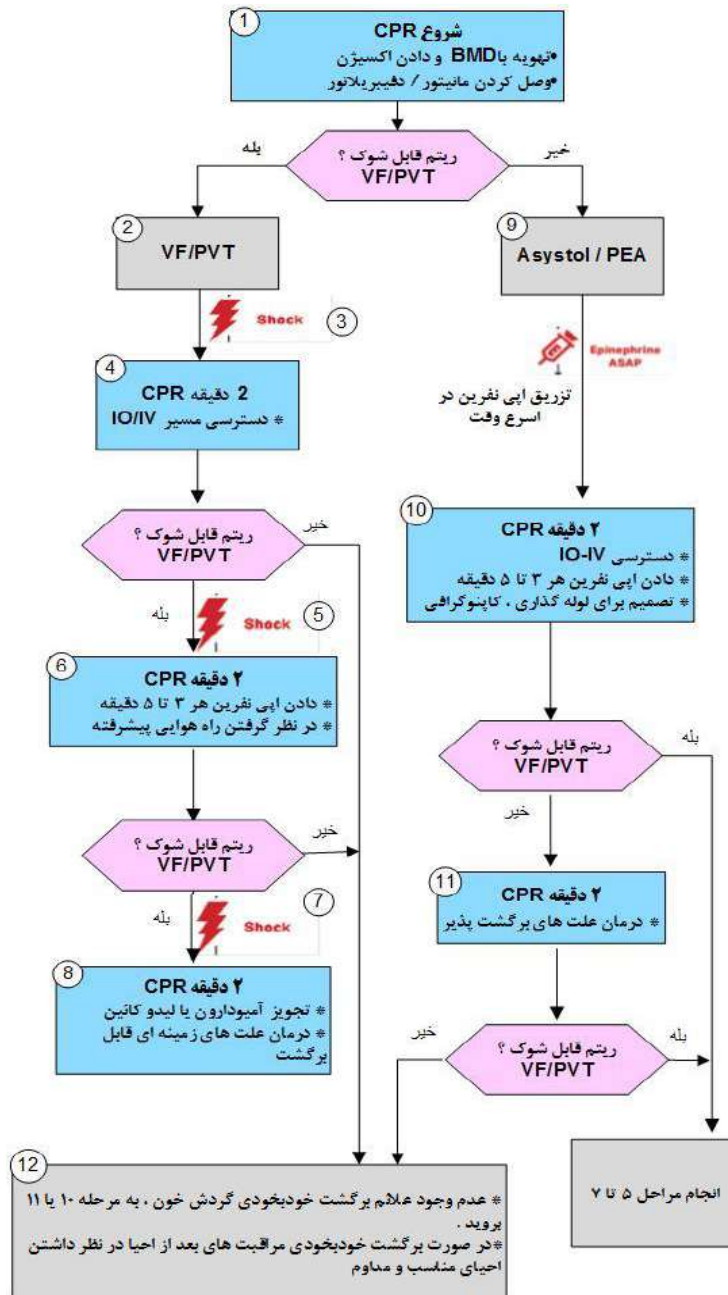 1
شروع CPR
•تهویه با BMD و دادن اکسیژن
•وصل کردن مانیتور / دفیبریلاتور
ریتم قابل شوک ؟
VF/PVT
بله
خیر
2
VF/PVT
9
Asystol / PEA
Shock
3
Epinephrine
ASAP
تزریق اپی نفرین در
اسرع وقت
4
2 دقیقه CPR
* دسترسی مسیر IO/IV
ریتم قابل شوک ؟
VF/PVT
خیر
بله
Shock
5
10
۲ دقیقه CPR
* دسترسی IO-IV
* دادن اپی نفرین هر ۳ تا ۵ دقیقه
* تصمیم برای لوله گذاری ، کاپنوگرافی
6
۲ دقیقه CPR
* دادن اپی نفرین هر ۳ تا ۵ دقیقه
* در نظر گرفتن راه هوایی پیشرفته
ریتم قابل شوک ؟
VF/PVT
بله
خیر
ریتم قابل شوک ؟
VF/PVT
خیر
بله
Shock
7
11
۲ دقیقه CPR
* درمان علت های برگشت پذیر
8
۲ دقیقه CPR
* تجویز آمیودارون یا لیدو کائین
* درمان علت های زمینه ای قابل
برگشت
ریتم قابل شوک ؟
VF/PVT
خیر
بله
12
* عدم وجود علائم برگشت خودبخودی گردش خون ، به مرحله ۱۰ یا ۱۱
بروید .
*در صورت برگشت خودبخودی مراقبت های بعد از احیا در نظر داشتن
احیای مناسب و مداوم
انجام مراحل ۵ تا ۷